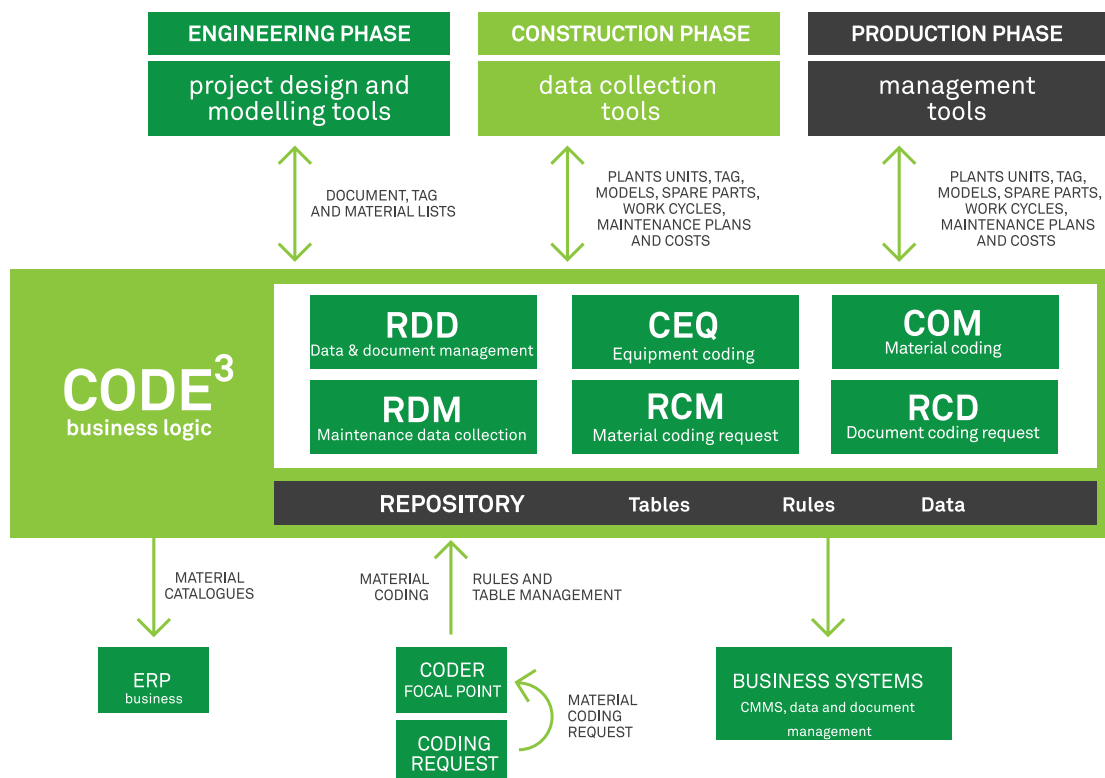 ENGINEERING PHASE
project design and
modelling tools
CONSTRUCTION PHASE
data collection
tools
PRODUCTION PHASE
management
tools
DOCUMENT, TAG
AND MATERIAL LISTS
PLANTS UNITS, TAG,
MODELS, SPARE PARTS,
WORK CYCLES,
MAINTENANCE PLANS
AND COSTS
PLANTS UNITS, TAG,
MODELS, SPARE PARTS,
WORK CYCLES,
MAINTENANCE PLANS
AND COSTS
CODE³
business logic
RDD
Data & document management
CEQ
Equipment coding
COM
Material coding
RDM
Maintenance data collection
RCM
Material coding request
RCD
Document coding request
REPOSITORY Tables Rules Data
MATERIAL
CATALOGUES
MATERIAL
CODING
RULES AND
TABLE MANAGEMENT
ERP
business
CODER
FOCAL POINT
CODING
REQUEST
MATERIAL
CODING
REQUEST
BUSINESS SYSTEMS
CMMS, data and document
management